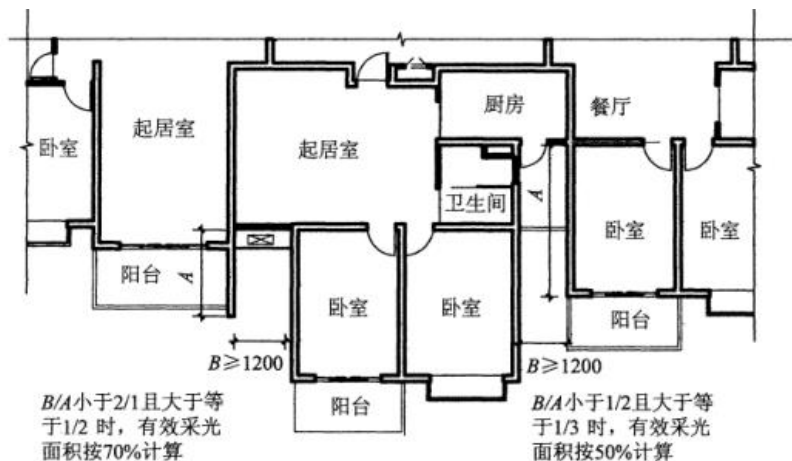 厨房
餐厅
起居室
卧室
起居室
卫生间
A
卧室
卧室
阳台
A
卧室
卧室
阳台
B≥1200
B≥1200
阳台
B/A小于2/1且大于等
于1/2 时，有效采光
面积按70%计算
B/A小于1/2且大于等
于1/3 时，有效采光
面积按50%计算